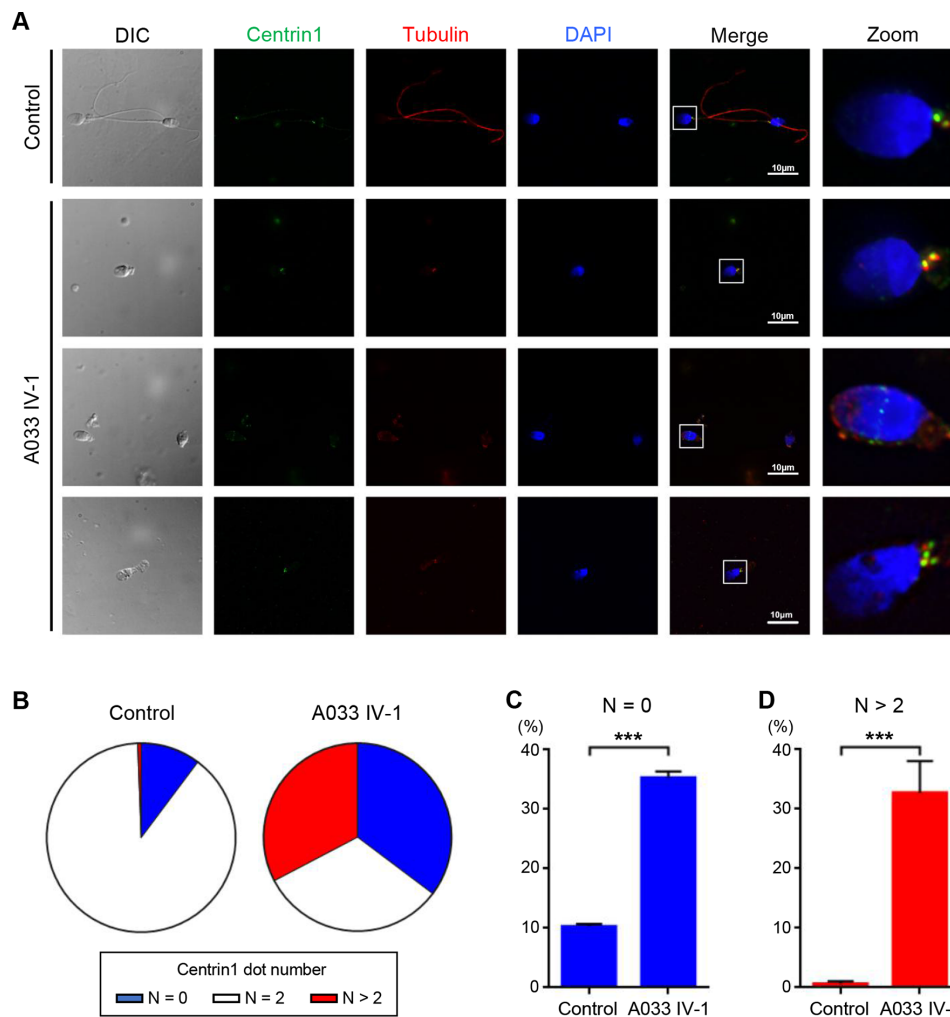 A
DIC Centrin1 Tubulin DAPI Merge Zoom
Control
10μm
A033 IV-1
10μm
10μm
10μm
B
Control A033 IV-1
Centrin1 dot number
N = 0 N = 2 N > 2
C
N = 0
(%)
***
40
30
20
10
0
Control A033 IV-1
D
N > 2
(%)
***
40
30
20
10
0
Control A033 IV-